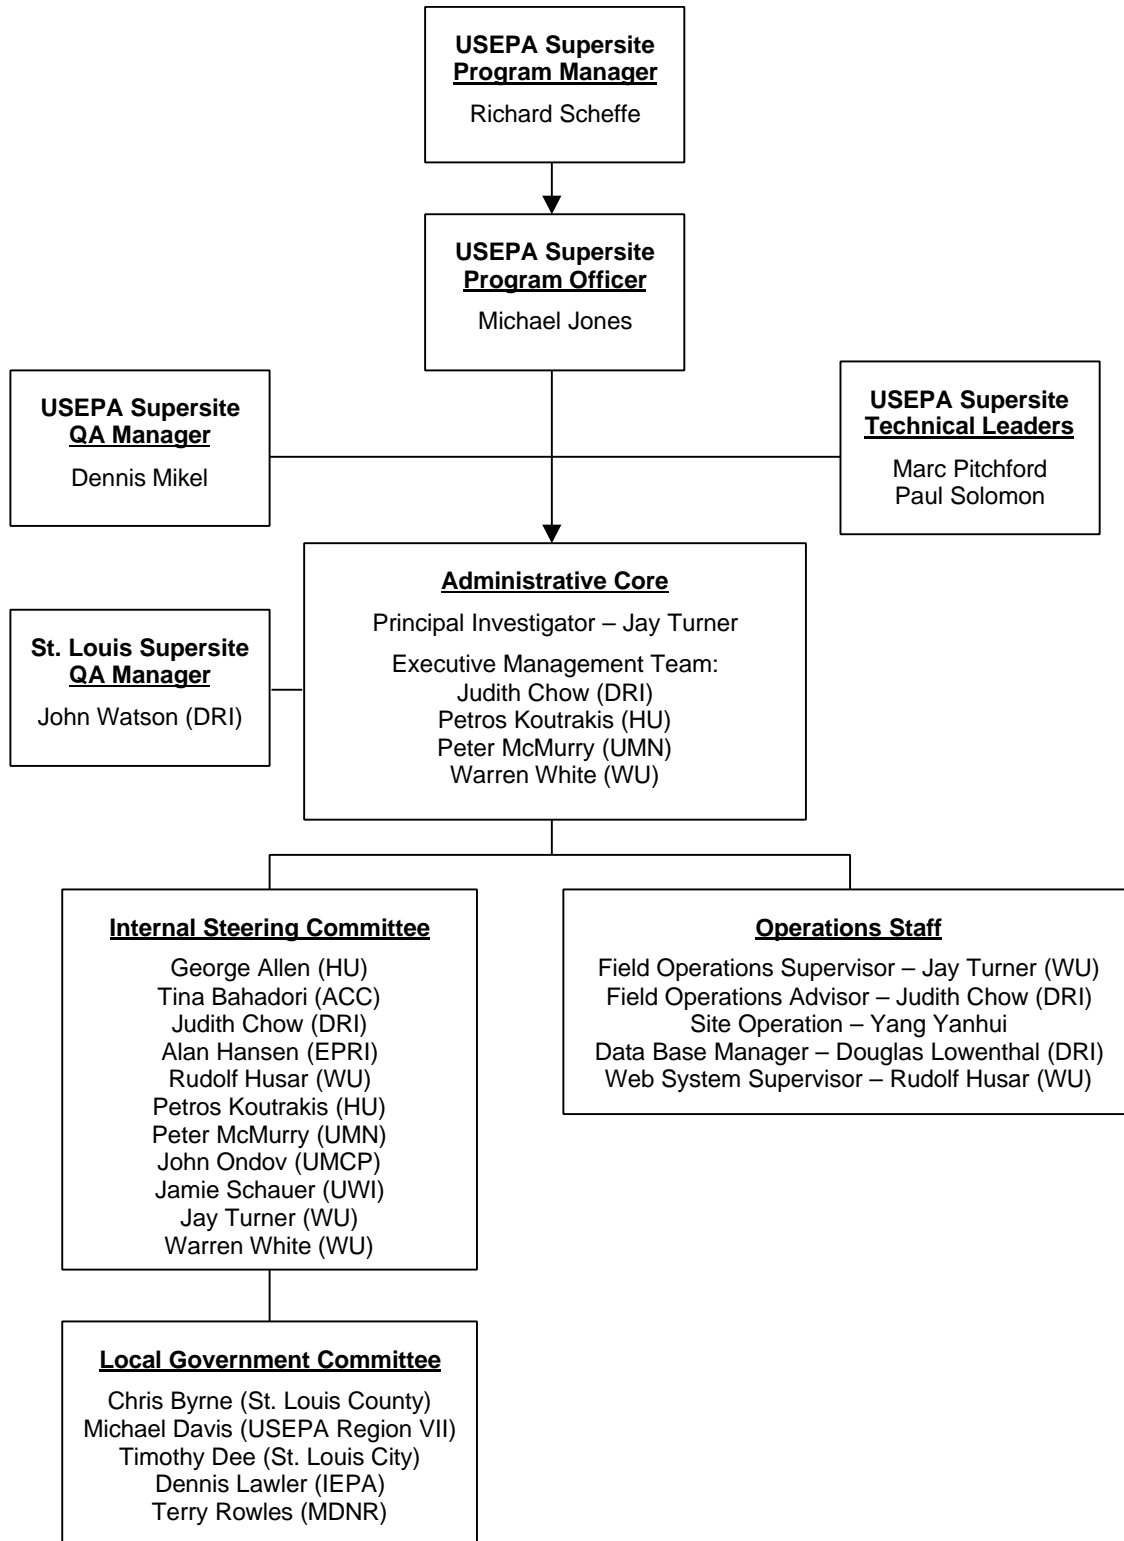 USEPA Supersite
Program Manager
Richard Scheffe
USEPA Supersite
Program Officer
Michael Jones
USEPA Supersite
QA Manager
Dennis Mikel
USEPA Supersite
Technical Leaders
Marc Pitchford
Paul Solomon
Administrative Core
Principal Investigator – Jay Turner
Executive Management Team:
Judith Chow (DRI)
Petros Koutrakis (HU)
Peter McMurry (UMN)
Warren White (WU)
St. Louis Supersite
QA Manager
John Watson (DRI)
Internal Steering Committee
George Allen (HU)
Tina Bahadori (ACC)
Judith Chow (DRI)
Alan Hansen (EPRI)
Rudolf Husar (WU)
Petros Koutrakis (HU)
Peter McMurry (UMN)
John Ondov (UMCP)
Jamie Schauer (UWI)
Jay Turner (WU)
Warren White (WU)
Operations Staff
Field Operations Supervisor – Jay Turner (WU)
Field Operations Advisor – Judith Chow (DRI)
Site Operation – Yang Yanhui
Data Base Manager – Douglas Lowenthal (DRI)
Web System Supervisor – Rudolf Husar (WU)
Local Government Committee
Chris Byrne (St. Louis County)
Michael Davis (USEPA Region VII)
Timothy Dee (St. Louis City)
Dennis Lawler (IEPA)
Terry Rowles (MDNR)